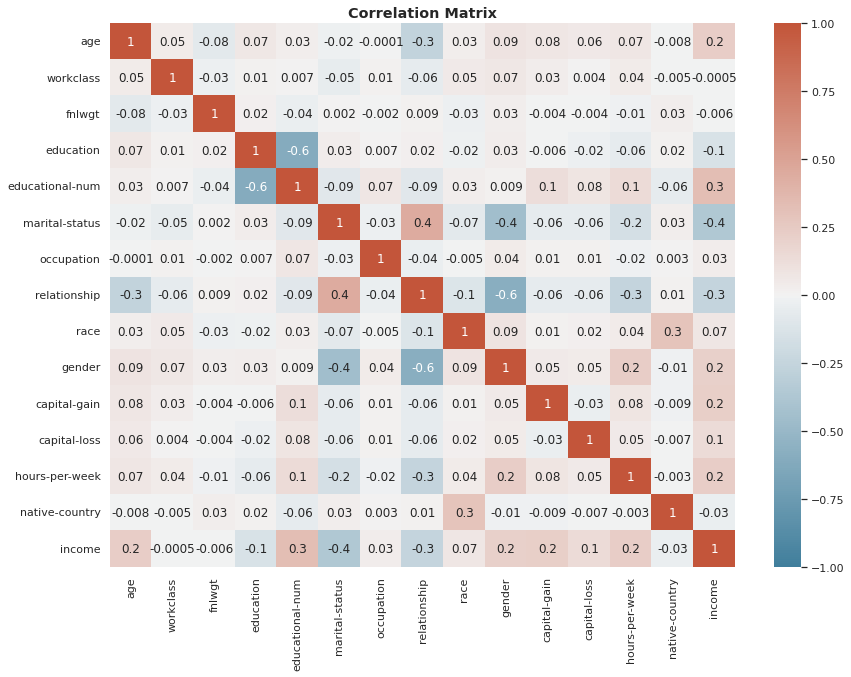 Correlation Matrix
age 1 0.05 -0.08 0.07 0.03 -0.02 -0.0001 -0.3 0.03 0.09 0.08 0.06 0.07 -0.008 0.2
workclass 0.05 1 -0.03 0.01 0.007 -0.05 0.01 -0.06 0.05 0.07 0.03 0.004 0.04 -0.005 -0.0005
fnlwgt -0.08 -0.03 1 0.02 -0.04 0.002 -0.002 0.009 -0.03 0.03 -0.004 -0.004 -0.01 0.03 -0.006
education 0.07 0.01 0.02 1 -0.6 0.03 0.007 0.02 -0.02 0.03 -0.006 -0.02 -0.06 0.02 -0.1
educational-num 0.03 0.007 -0.04 -0.6 1 -0.09 0.07 -0.09 0.03 0.009 0.1 0.08 0.1 -0.06 0.3
marital-status -0.02 -0.05 0.002 0.03 -0.09 1 -0.03 0.4 -0.07 -0.4 -0.06 -0.06 -0.2 0.03 -0.4
occupation -0.0001 0.01 -0.002 0.007 0.07 -0.03 1 -0.04 -0.005 0.04 0.01 0.01 -0.02 0.003 0.03
relationship -0.3 -0.06 0.009 0.02 -0.09 0.4 -0.04 1 -0.1 -0.6 -0.06 -0.06 -0.3 0.01 -0.3
race 0.03 0.05 -0.03 -0.02 0.03 -0.07 -0.005 -0.1 1 0.09 0.01 0.02 0.04 0.3 0.07
gender 0.09 0.07 0.03 0.03 0.009 -0.4 0.04 -0.6 0.09 1 0.05 0.05 0.2 -0.01 0.2
capital-gain 0.08 0.03 -0.004 -0.006 0.1 -0.06 0.01 -0.06 0.01 0.05 1 -0.03 0.08 -0.009 0.2
capital-loss 0.06 0.004 -0.004 -0.02 0.08 -0.06 0.01 -0.06 0.02 0.05 -0.03 1 0.05 -0.007 0.1
hours-per-week 0.07 0.04 -0.01 -0.06 0.1 -0.2 -0.02 -0.3 0.04 0.2 0.08 0.05 1 -0.003 0.2
native-country -0.008 -0.005 0.03 0.02 -0.06 0.03 0.003 0.01 0.3 -0.01 -0.009 -0.007 -0.003 1 -0.03
income 0.2 -0.0005 -0.006 -0.1 0.3 -0.4 0.03 -0.3 0.07 0.2 0.2 0.1 0.2 -0.03 1
age workclass fnlwgt education educational-num marital-status occupation relationship race gender capital-gain capital-loss hours-per-week native-country income
1.00
0.75
0.50
0.25
0.00
−0.25
−0.50
−0.75
−1.00